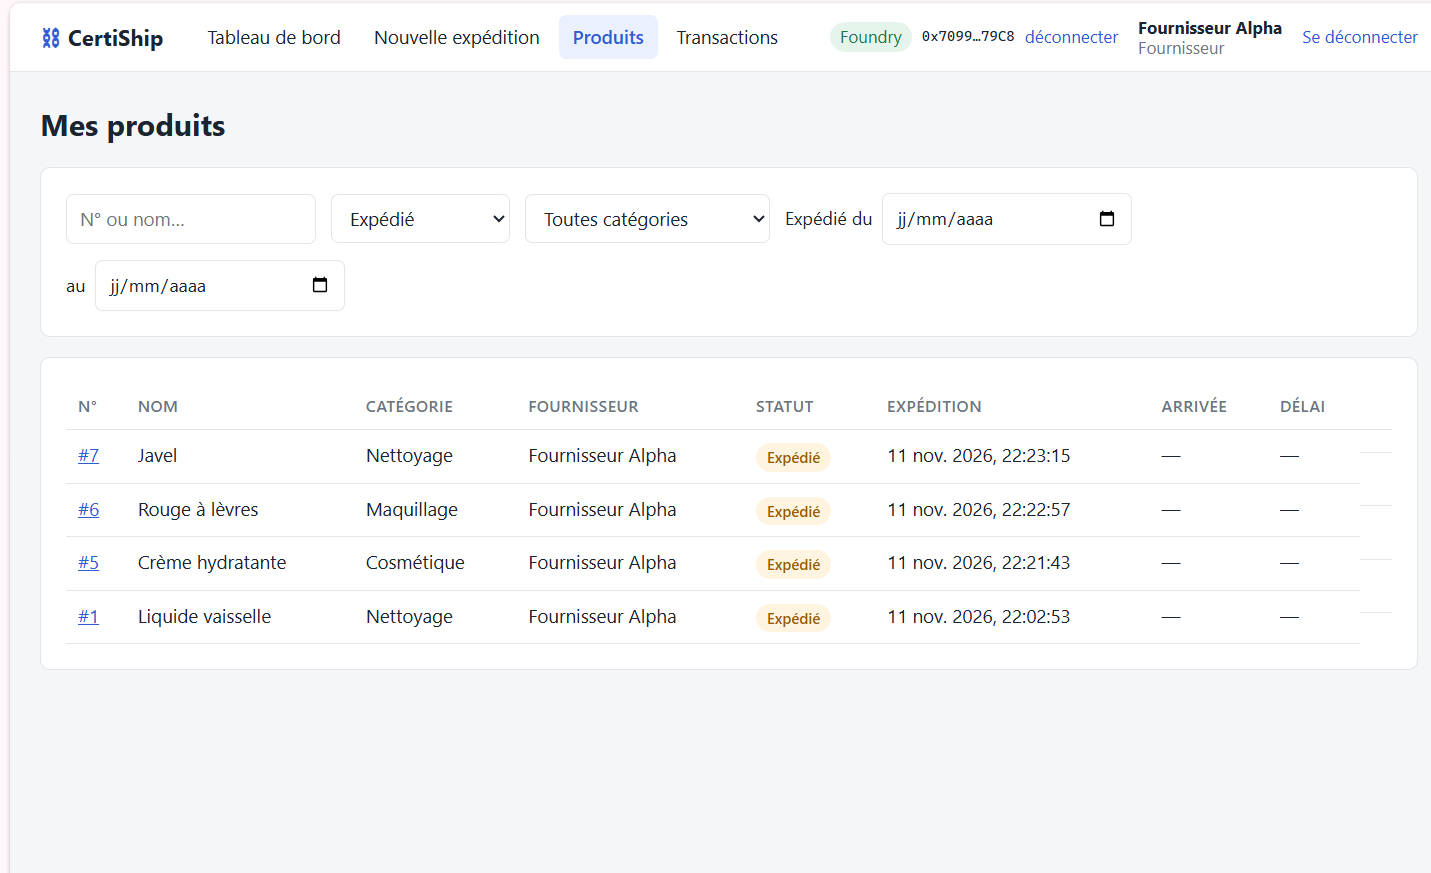 CertiShip Tableau de bord Nouvelle expédition Produits Transactions Foundry 0x7099…79C8 déconnecter Fournisseur Alpha Se déconnecter
Fournisseur
Mes produits
N° ou nom... Expédié Toutes catégories Expédié du jj/mm/aaaa
au jj/mm/aaaa
N° NOM CATÉGORIE FOURNISSEUR STATUT EXPÉDITION ARRIVÉE DÉLAI
#7 Javel Nettoyage Fournisseur Alpha Expédié 11 nov. 2026, 22:23:15 — —
#6 Rouge à lèvres Maquillage Fournisseur Alpha Expédié 11 nov. 2026, 22:22:57 — —
#5 Crème hydratante Cosmétique Fournisseur Alpha Expédié 11 nov. 2026, 22:21:43 — —
#1 Liquide vaisselle Nettoyage Fournisseur Alpha Expédié 11 nov. 2026, 22:02:53 — —